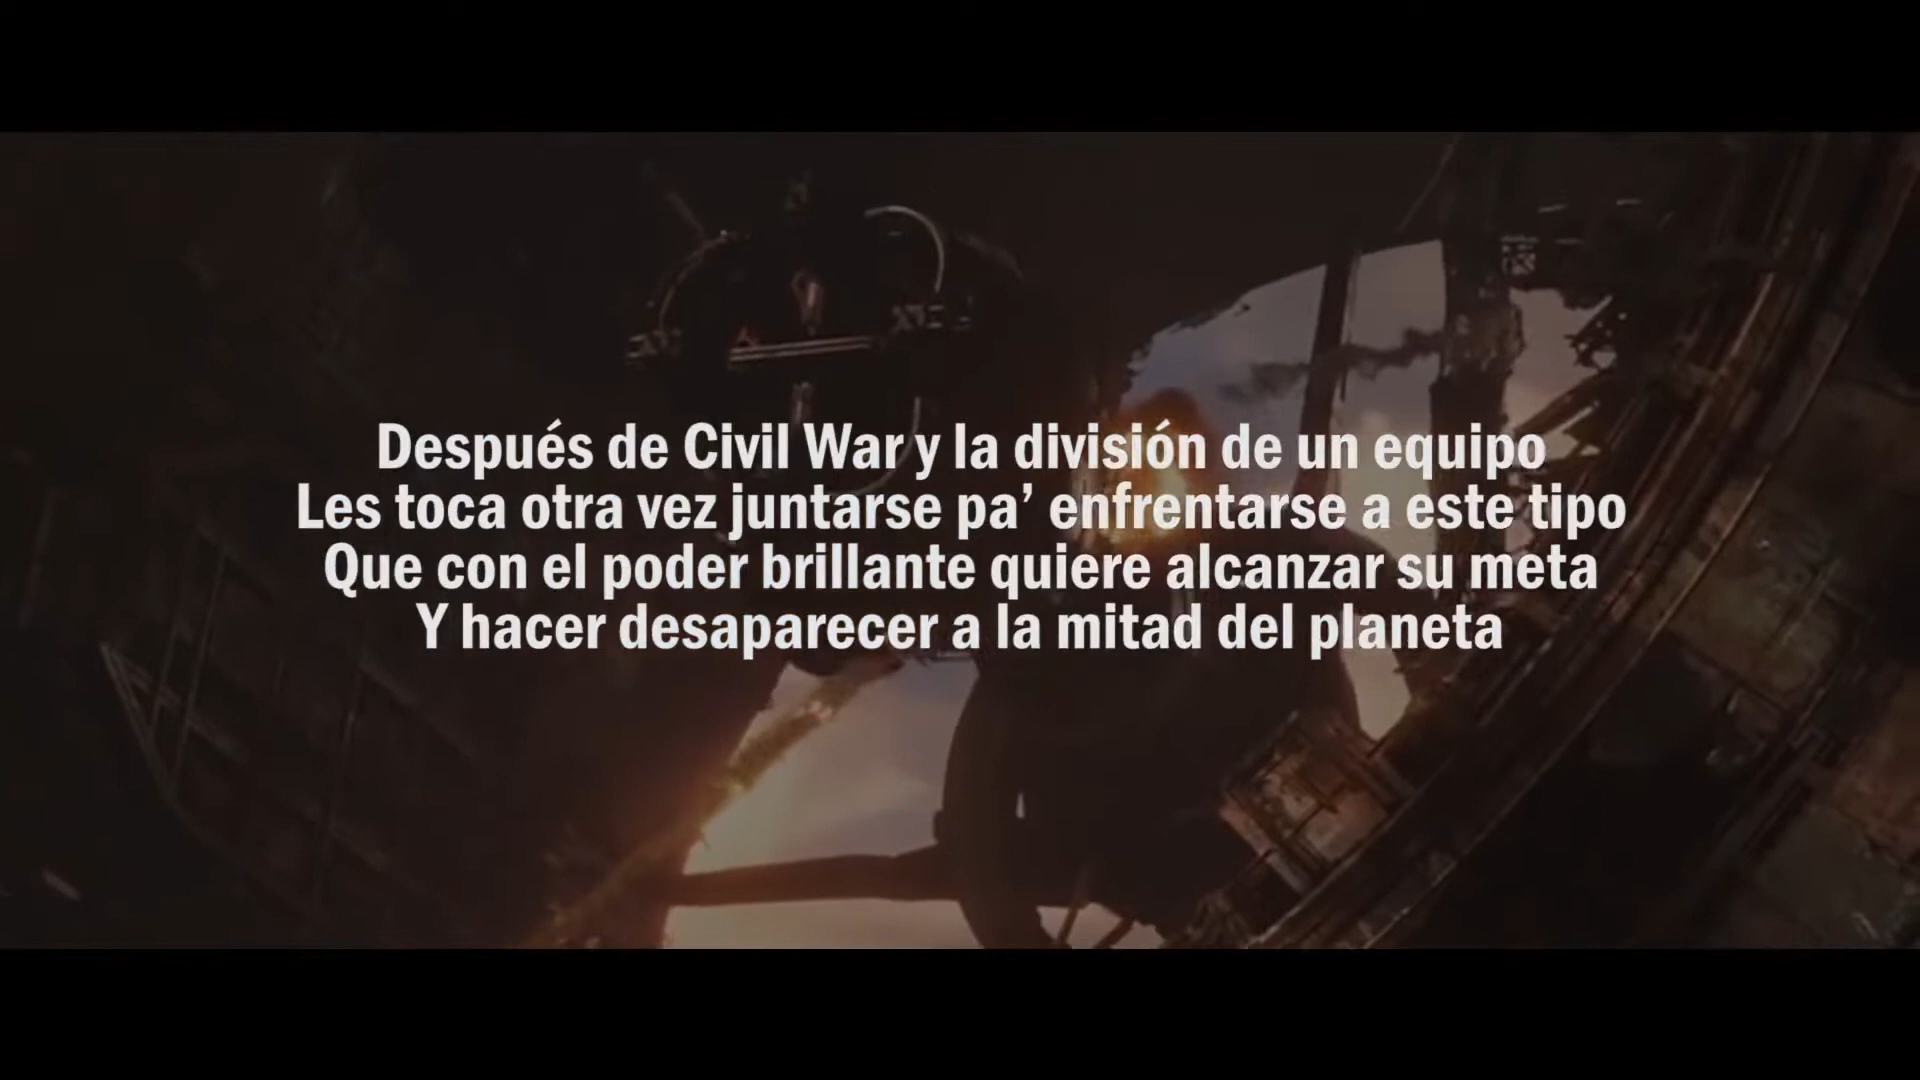 Después de Civil War y la división de un equipo
Les toca otra vez juntarse pa’ enfrentarse a este tipo
Que con el poder brillante quiere alcanzar su meta
Y hacer desaparecer a la mitad del planeta